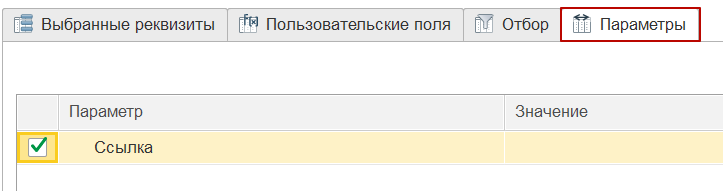 Выбранные реквизиты f(x) Пользовательские поля Отбор Параметры
Параметр Значение
Ссылка